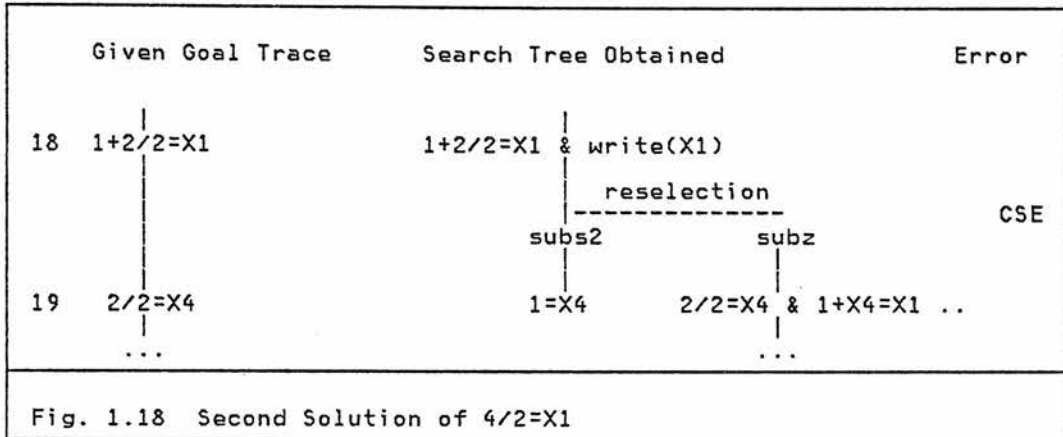 Given Goal Trace Search Tree Obtained Error
18 1+2/2=X1 1+2/2=X1 & write(X1)
reselection
CSE
subs2 subz
19 2/2=X4 1=X4 2/2=X4 & 1+X4=X1 ..
... ...
Fig. 1.18 Second Solution of 4/2=X1